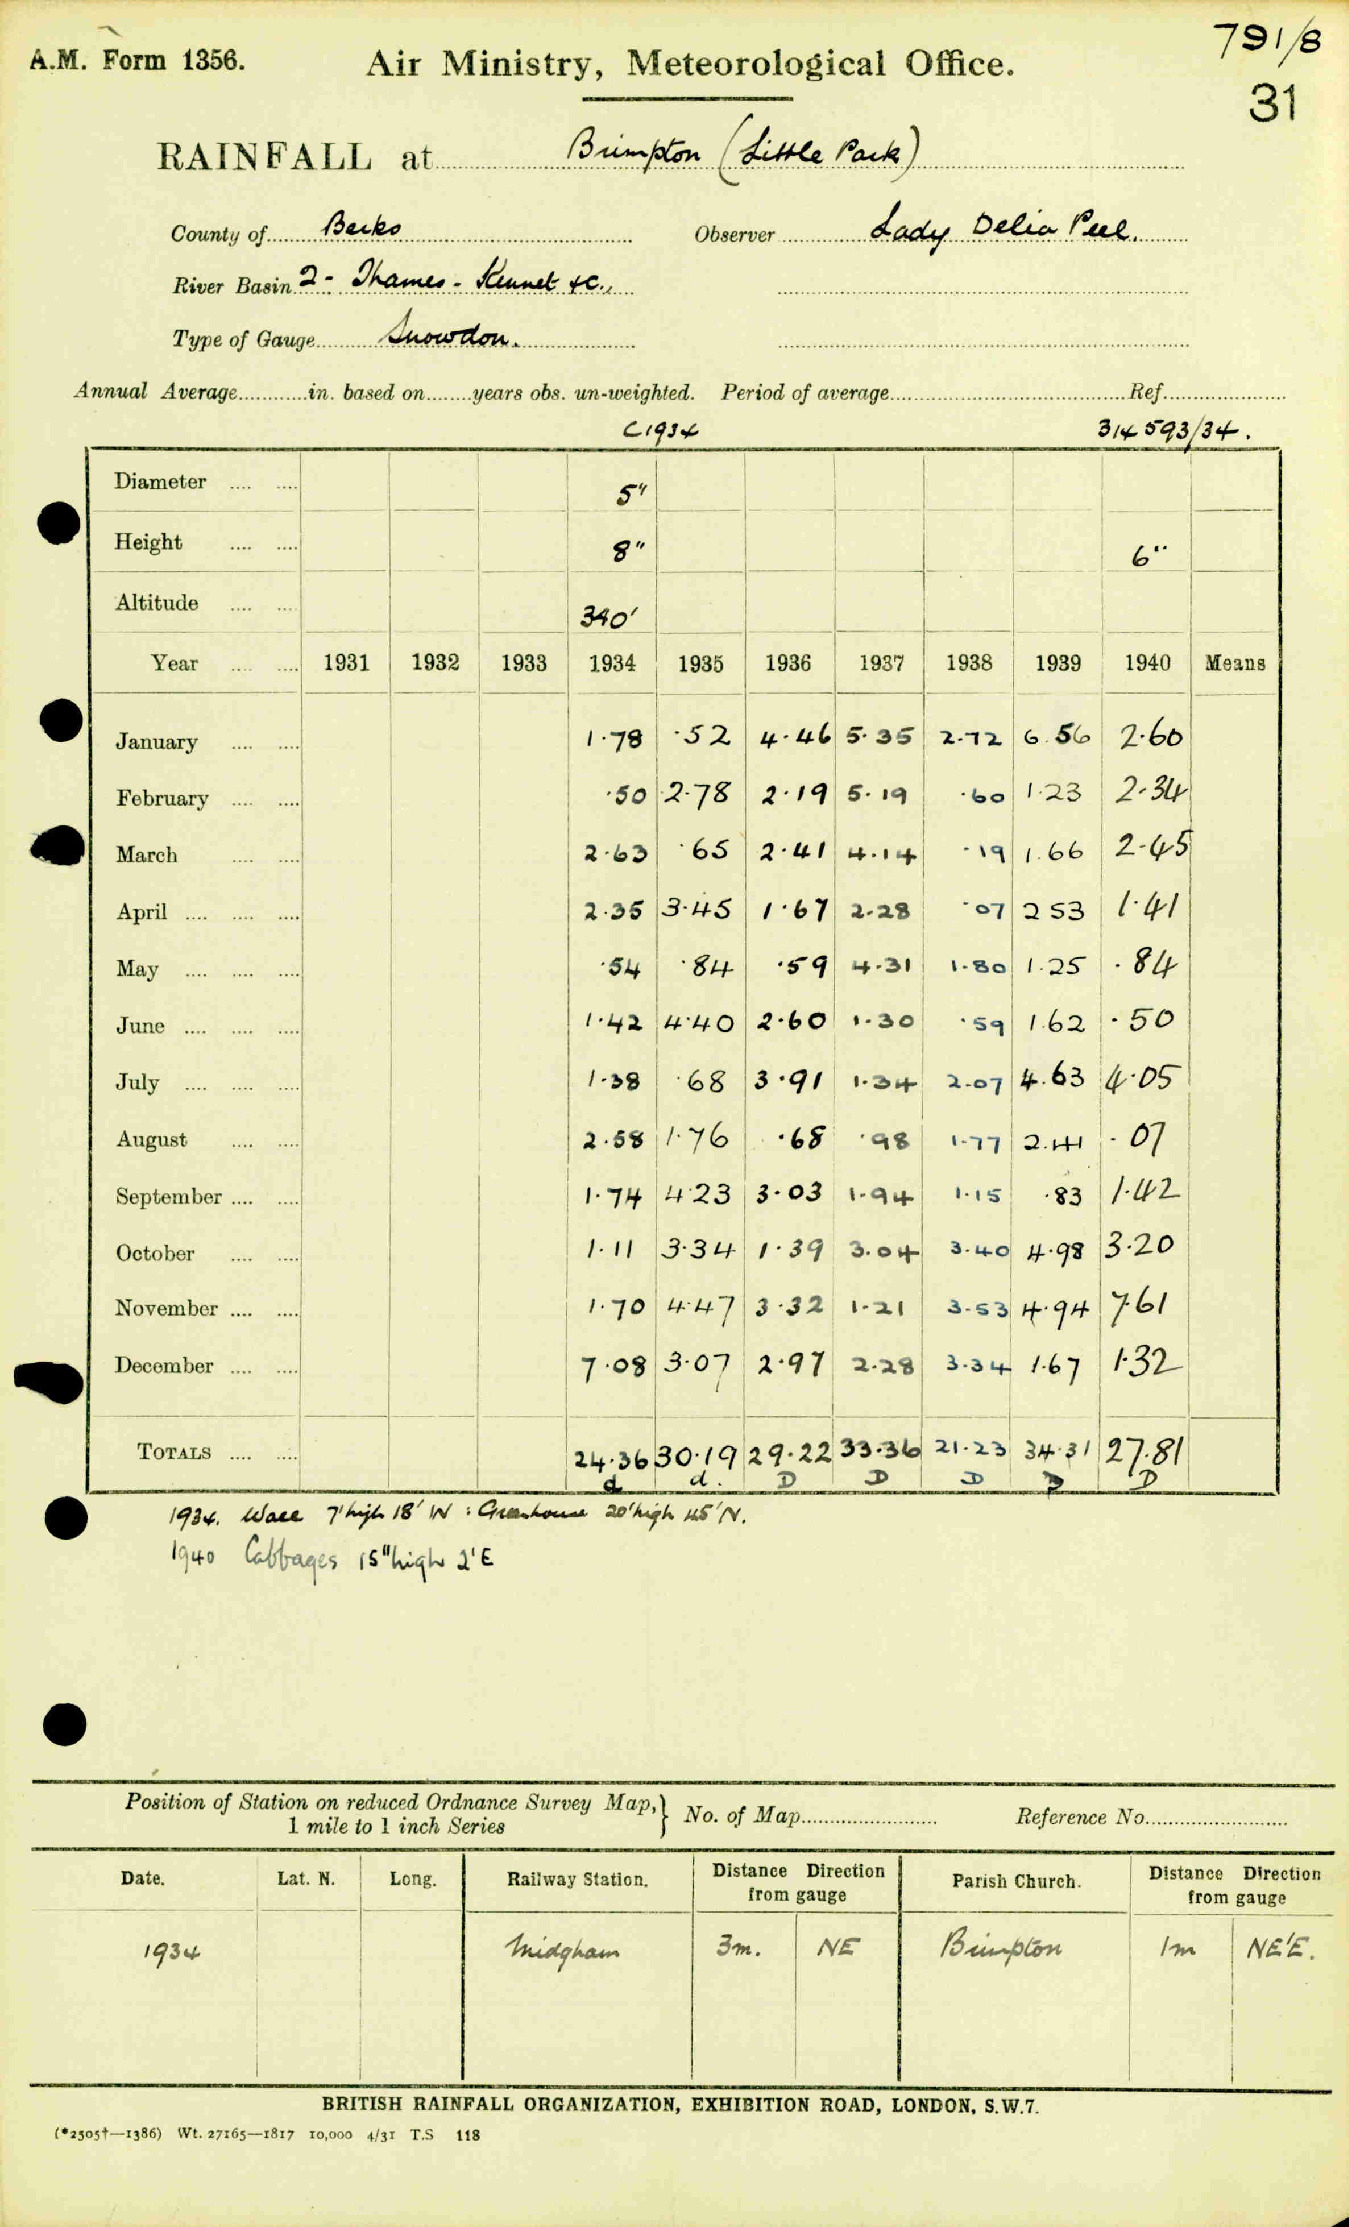 791/8
A.M. Form 1356. Air Ministry, Meteorological Office.
31
RAINFALL at Brimpton (Little Park)
County of Berks Observer Lady Delia Peel.
River Basin 2 - Thames - Kennet &c.,
Type of Gauge Snowdon.
Annual Average in. based on years obs. un-weighted. Period of average Ref.
C1934 314593/34.
Diameter 5"
Height 8" 6"
Altitude 340'
Year 1931 1932 1933 1934 1935 1936 1937 1938 1939 1940 Means
January 1.78 .52 4.46 5.35 2.72 6.56 2.60
February .50 2.78 2.19 5.19 .60 1.23 2.34
March 2.63 .65 2.41 4.14 .19 1.66 2.45
April 2.35 3.45 1.67 2.28 .07 2 53 1.41
May .54 .84 .59 4.31 1.80 1.25 .84
June 1.42 4.40 2.60 1.30 .59 1.62 .50
July 1.38 .68 3.91 1.34 2.07 4.63 4.05
August 2.58 1.76 .68 .98 1.77 2.41 .07
September 1.74 4.23 3.03 1.94 1.15 .83 1.42
October 1.11 3.34 1.39 3.04 3.40 4.98 3.20
November 1.70 4.47 3.32 1.21 3.53 4.94 7.61
December 7.08 3.07 2.97 2.28 3.34 1.67 1.32
TOTALS 24.36 30.19 29.22 33.36 21.23 34.31 27.81
d d. D D D D D
1934. Wall 7' high 18' W : Greenhouse 20' high 45' N.
1940 Cabbages 15" high 2' E
Position of Station on reduced Ordnance Survey Map,} No. of Map Reference No.
1 mile to 1 inch Series
Date. Lat. N. Long. Railway Station. Distance Direction Parish Church. Distance Direction
from gauge from gauge
1934 Midgham 3m. NE Brimpton 1m NE'E.
BRITISH RAINFALL ORGANIZATION, EXHIBITION ROAD, LONDON, S.W.7.
(*2505†—1386) Wt. 27165—1817 10,000 4/31 T.S 118